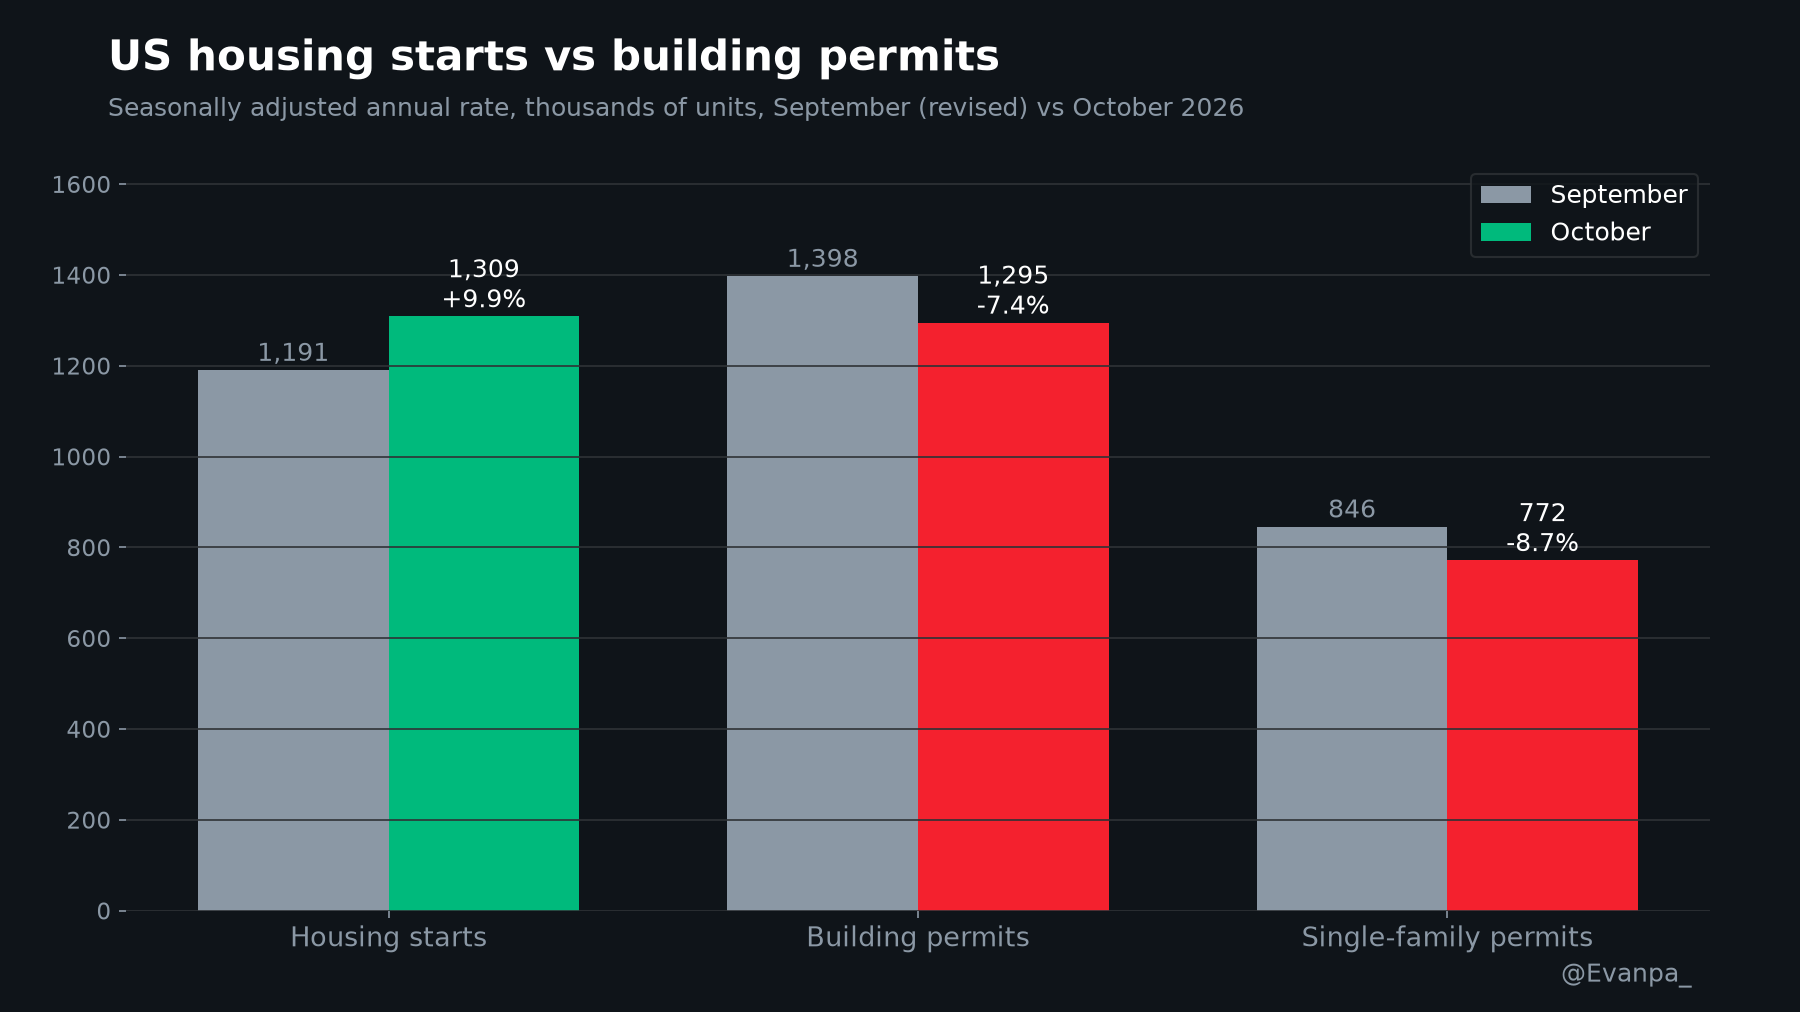 US housing starts vs building permits
Seasonally adjusted annual rate, thousands of units, September (revised) vs October 2026
1600
1400
1200
1000
800
600
400
200
0
September
October
1,191
1,309
+9.9%
1,398
1,295
-7.4%
846
772
-8.7%
Housing starts
Building permits
Single-family permits
@Evanpa_